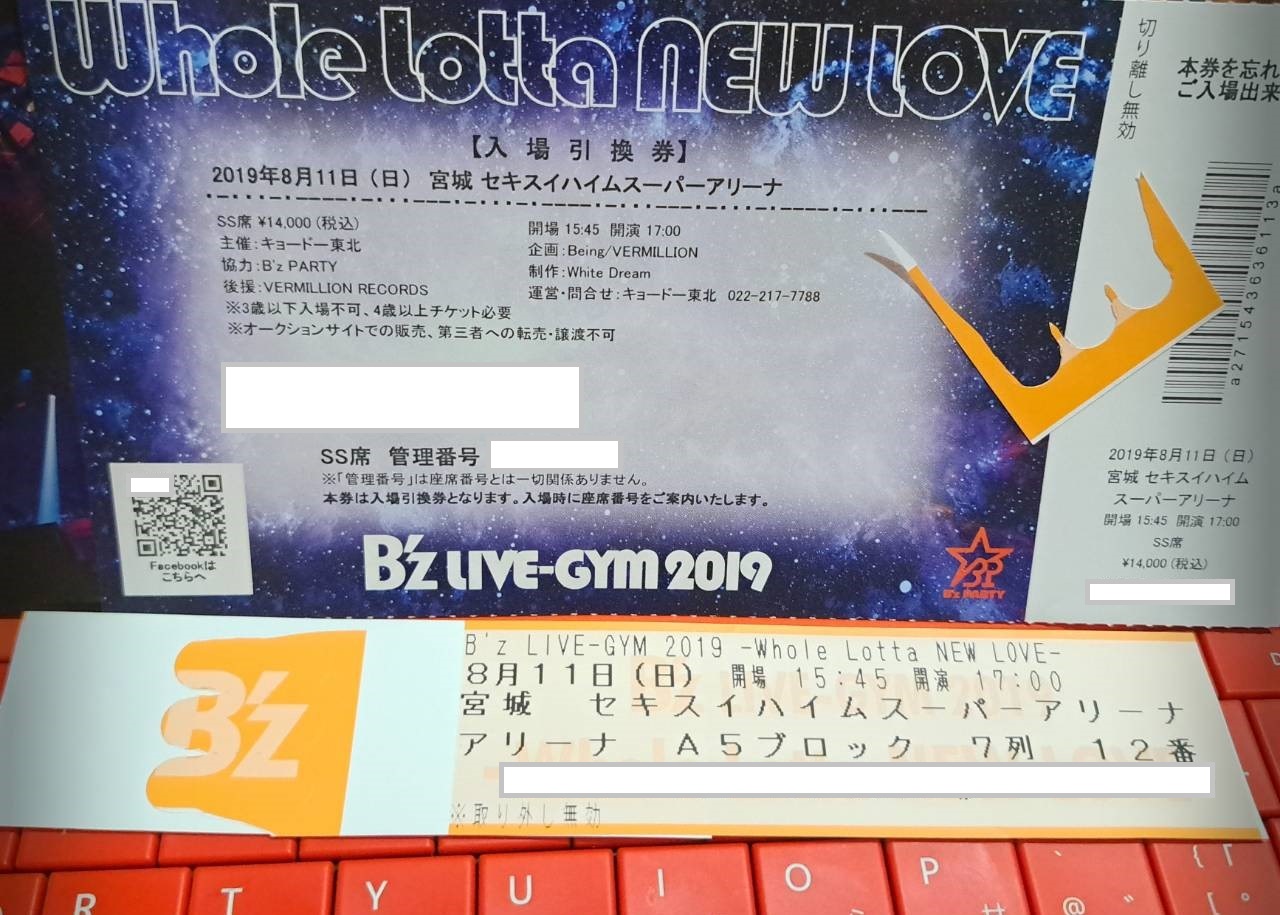 Whole Lotta NEW LOVE
【入場引換券】
2019年8月11日(日) 宮城 セキスイハイムスーパーアリーナ
SS席 ¥14,000(税込)
主催:キョードー東北
協力:B'z PARTY
後援:VERMILLION RECORDS
開場 15:45 開演 17:00
企画:Being/VERMILLION
制作:White Dream
運営・問合せ:キョードー東北 022-217-7788
※3歳以下入場不可、4歳以上チケット必要
※オークションサイトでの販売、第三者への転売・譲渡不可
SS席 管理番号
※「管理番号」は座席番号とは一切関係ありません。
本券は入場引換券となります。入場時に座席番号をご案内いたします。
Facebookは
こちらへ
B'z LIVE-GYM 2019
BP
B'z PARTY
切り離し無効
本券を忘れ
ご入場出来
a27154363611 3a
2019年8月11日(日)
宮城 セキスイハイム
スーパーアリーナ
開場 15:45 開演 17:00
SS席
¥14,000(税込)
B'z
B'z LIVE-GYM 2019 -Whole Lotta NEW LOVE-
8月11日(日) 開場 15:45 開演 17:00
宮城 セキスイハイムスーパーアリーナ
アリーナ A5ブロック 7列 12番
※取り外し無効
R T Y U I O P
@ ゛ { 「 [ ゜